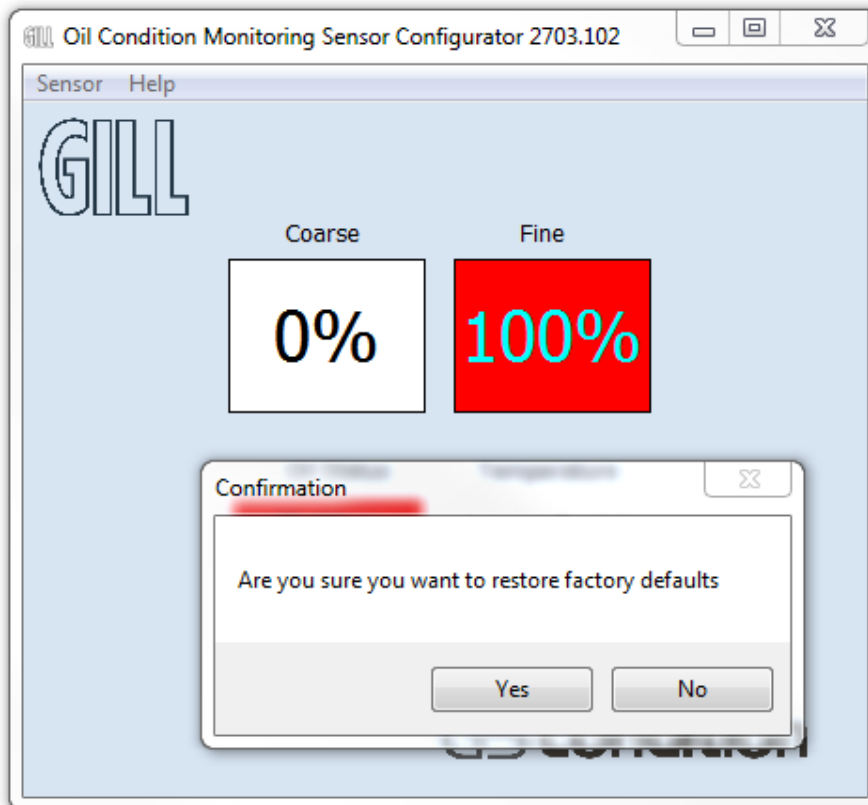 GILL Oil Condition Monitoring Sensor Configurator 2703.102
Sensor Help
GILL
Coarse Fine
0% 100%
Confirmation
Are you sure you want to restore factory defaults
Yes No